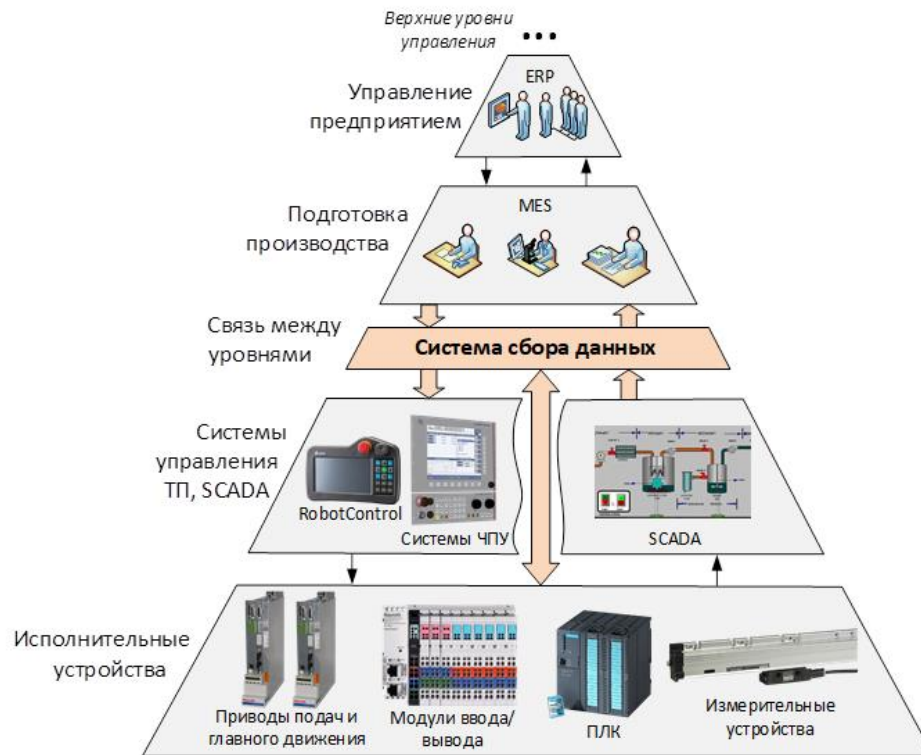 Верхние уровни
управления
...
ERP
Управление
предприятием
MES
Подготовка
производства
Связь между
уровнями
Система сбора данных
Системы
управления
ТП, SCADA
RobotControl
Системы ЧПУ
SCADA
Исполнительные
устройства
Приводы подач и
главного движения
Модули ввода/
вывода
ПЛК
Измерительные
устройства